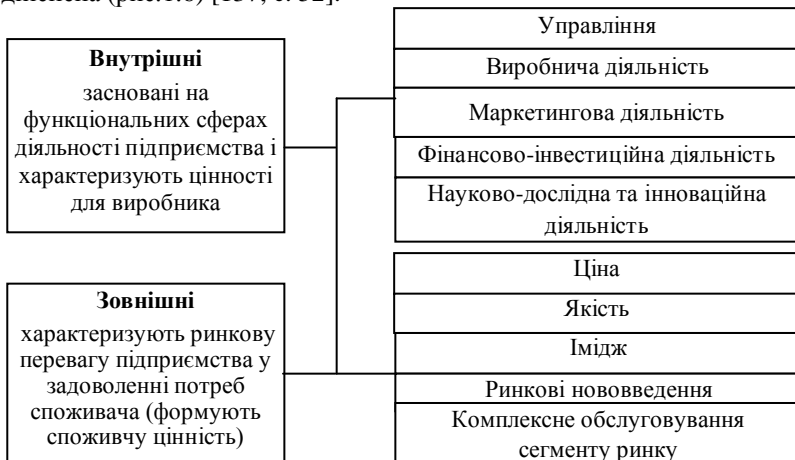 (рис.1.6) [137, с. 32].
Внутрішні
засновані на
функціональних сферах
діяльності підприємства і
характеризують цінності
для виробника
Зовнішні
характеризують ринкову
перевагу підприємства у
задоволенні потреб
споживача (формують
споживчу цінність)
Управління
Виробнича діяльність
Маркетингова діяльність
Фінансово-інвестиційна діяльність
Науково-дослідна та інноваційна
діяльність
Ціна
Якість
Імідж
Ринкові нововведення
Комплексне обслуговування
сегменту ринку